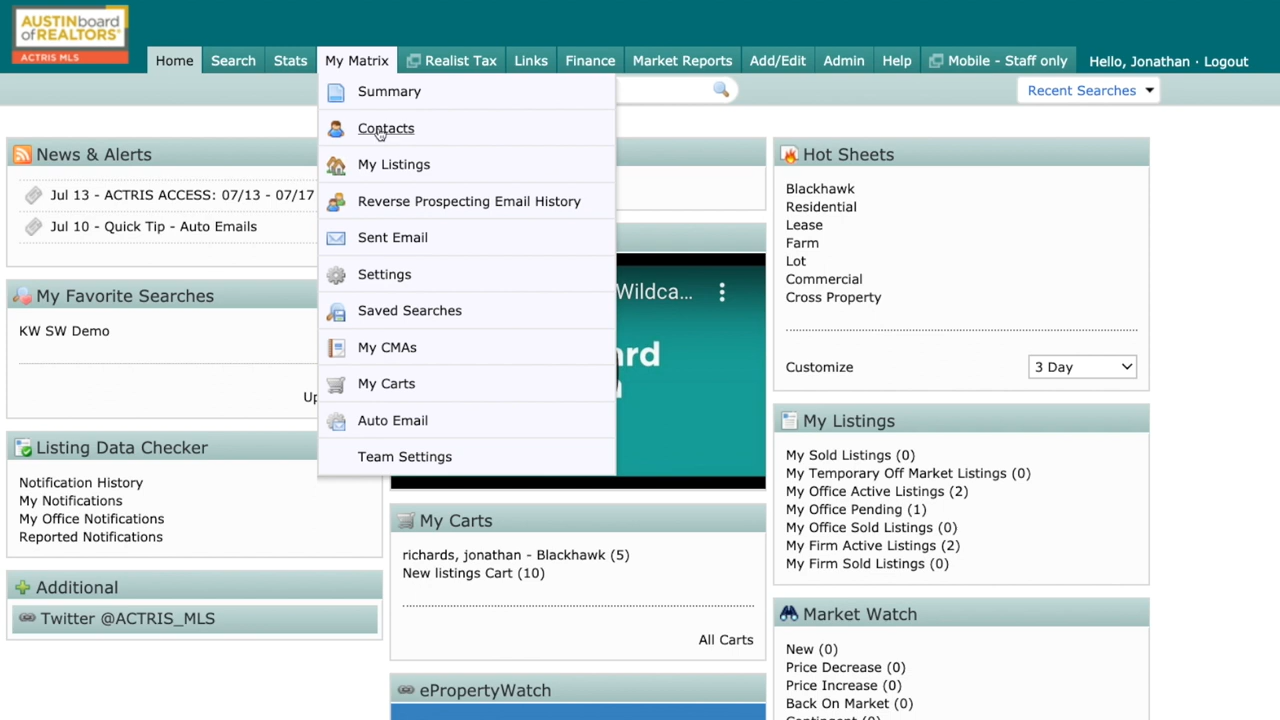 AUSTINboard
of REALTORS®
ACTRIS MLS
Home
Search
Stats
My Matrix
Realist Tax
Links
Finance
Market Reports
Add/Edit
Admin
Help
Mobile - Staff only
Hello, Jonathan · Logout
Recent Searches
Summary
Contacts
My Listings
Reverse Prospecting Email History
Sent Email
Settings
Saved Searches
My CMAs
My Carts
Auto Email
Team Settings
News & Alerts
Jul 13 - ACTRIS ACCESS: 07/13 - 07/17
Jul 10 - Quick Tip - Auto Emails
My Favorite Searches
KW SW Demo
Up
Listing Data Checker
Notification History
My Notifications
My Office Notifications
Reported Notifications
Additional
Twitter @ACTRIS_MLS
Wildca...
rd
My Carts
richards, jonathan - Blackhawk (5)
New listings Cart (10)
All Carts
ePropertyWatch
Hot Sheets
Blackhawk
Residential
Lease
Farm
Lot
Commercial
Cross Property
Customize
3 Day
My Listings
My Sold Listings (0)
My Temporary Off Market Listings (0)
My Office Active Listings (2)
My Office Pending (1)
My Office Sold Listings (0)
My Firm Active Listings (2)
My Firm Sold Listings (0)
Market Watch
New (0)
Price Decrease (0)
Price Increase (0)
Back On Market (0)
Contingent (0)